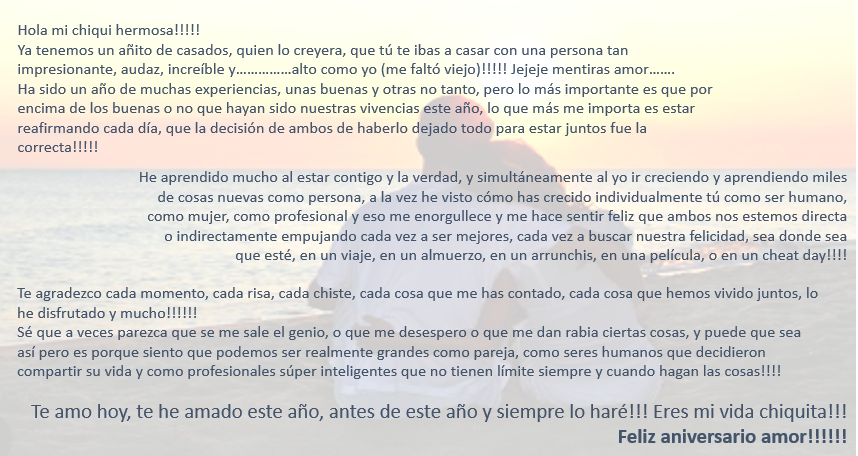 Hola mi chiqui hermosa!!!!!
Ya tenemos un añito de casados, quien lo creyera, que tú te ibas a casar con una persona tan
impresionante, audaz, increíble y……………alto como yo (me faltó viejo)!!!!! Jejeje mentiras amor…….
Ha sido un año de muchas experiencias, unas buenas y otras no tanto, pero lo más importante es que por
encima de los buenas o no que hayan sido nuestras vivencias este año, lo que más me importa es estar
reafirmando cada día, que la decisión de ambos de haberlo dejado todo para estar juntos fue la
correcta!!!!!
He aprendido mucho al estar contigo y la verdad, y simultáneamente al yo ir creciendo y aprendiendo miles
de cosas nuevas como persona, a la vez he visto cómo has crecido individualmente tú como ser humano,
como mujer, como profesional y eso me enorgullece y me hace sentir feliz que ambos nos estemos directa
o indirectamente empujando cada vez a ser mejores, cada vez a buscar nuestra felicidad, sea donde sea
que esté, en un viaje, en un almuerzo, en un arrunchis, en una película, o en un cheat day!!!!
Te agradezco cada momento, cada risa, cada chiste, cada cosa que me has contado, cada cosa que hemos vivido juntos, lo
he disfrutado y mucho!!!!!!
Sé que a veces parezca que se me sale el genio, o que me desespero o que me dan rabia ciertas cosas, y puede que sea
así pero es porque siento que podemos ser realmente grandes como pareja, como seres humanos que decidieron
compartir su vida y como profesionales súper inteligentes que no tienen límite siempre y cuando hagan las cosas!!!!
Te amo hoy, te he amado este año, antes de este año y siempre lo haré!!! Eres mi vida chiquita!!!
Feliz aniversario amor!!!!!!